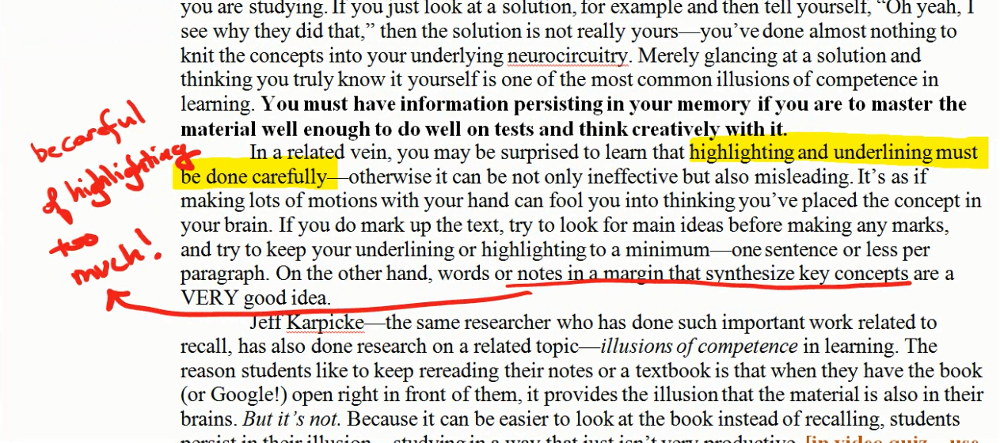 you are studying. If you just look at a solution, for example and then tell yourself, “Oh yeah, I
see why they did that,” then the solution is not really yours—you’ve done almost nothing to
knit the concepts into your underlying neurocircuitry. Merely glancing at a solution and
thinking you truly know it yourself is one of the most common illusions of competence in
learning. You must have information persisting in your memory if you are to master the
material well enough to do well on tests and think creatively with it.
In a related vein, you may be surprised to learn that highlighting and underlining must
be done carefully—otherwise it can be not only ineffective but also misleading. It’s as if
making lots of motions with your hand can fool you into thinking you’ve placed the concept in
your brain. If you do mark up the text, try to look for main ideas before making any marks,
and try to keep your underlining or highlighting to a minimum—one sentence or less per
paragraph. On the other hand, words or notes in a margin that synthesize key concepts are a
VERY good idea.
Jeff Karpicke—the same researcher who has done such important work related to
recall, has also done research on a related topic—illusions of competence in learning. The
reason students like to keep rereading their notes or a textbook is that when they have the book
(or Google!) open right in front of them, it provides the illusion that the material is also in their
brains. But it’s not. Because it can be easier to look at the book instead of recalling, students
persist in their illusion—studying in a way that just isn’t very productive. [in video quiz—use
be careful
of highlighting
too
much!